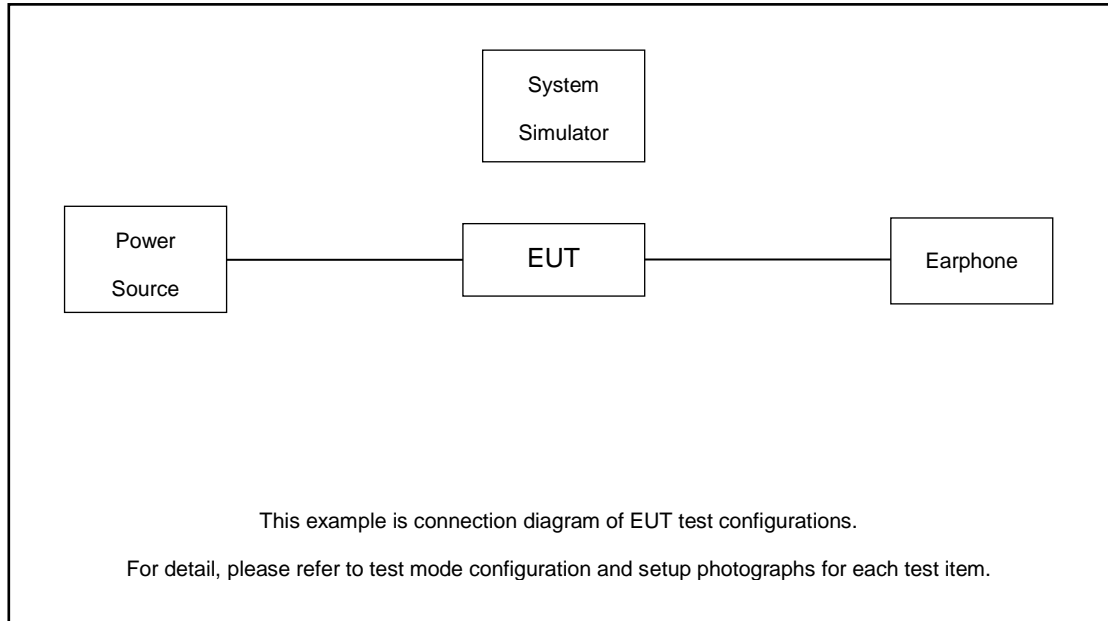 System
Simulator
Power
Source
EUT
Earphone
This example is connection diagram of EUT test configurations.
For detail, please refer to test mode configuration and setup photographs for each test item.